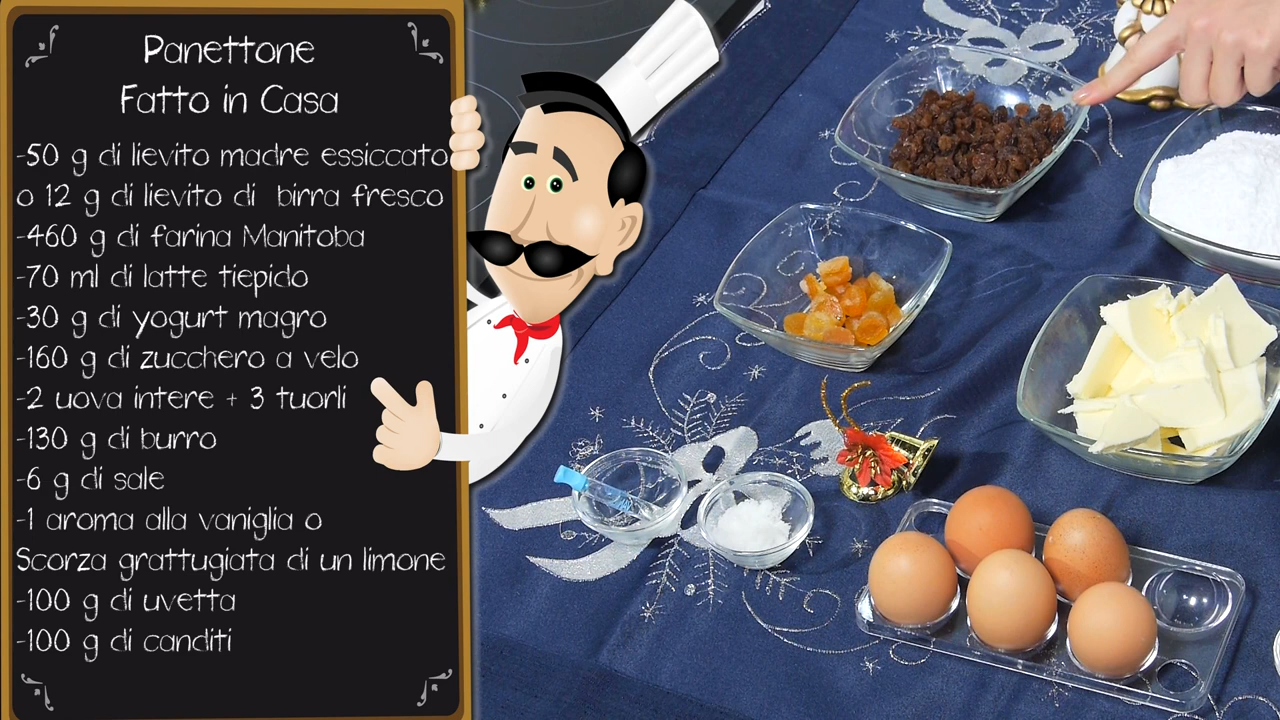 Panettone
Fatto in Casa
-50 g di lievito madre essiccato
o 12 g di lievito di birra fresco
-460 g di farina Manitoba
-70 ml di latte tiepido
-30 g di yogurt magro
-160 g di zucchero a velo
-2 uova intere + 3 tuorli
-130 g di burro
-6 g di sale
-1 aroma alla vaniglia o
Scorza grattugiata di un limone
-100 g di uvetta
-100 g di canditi